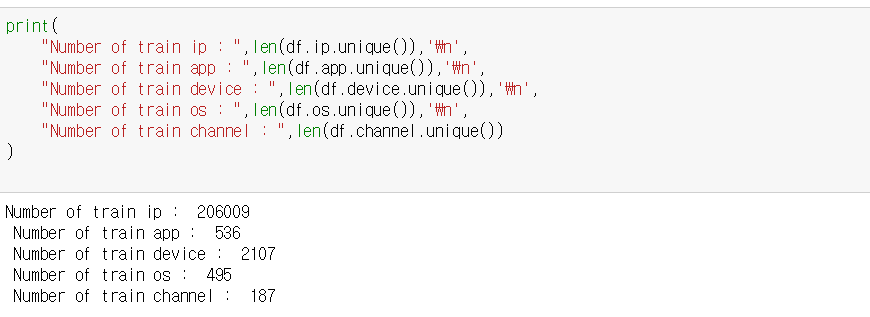 print(
    "Number of train ip : ",len(df.ip.unique()),'₩n',
    "Number of train app : ",len(df.app.unique()),'₩n',
    "Number of train device : ",len(df.device.unique()),'₩n',
    "Number of train os : ",len(df.os.unique()),'₩n',
    "Number of train channel : ",len(df.channel.unique())
)
Number of train ip :  206009
 Number of train app :  536
 Number of train device :  2107
 Number of train os :  495
 Number of train channel :  187